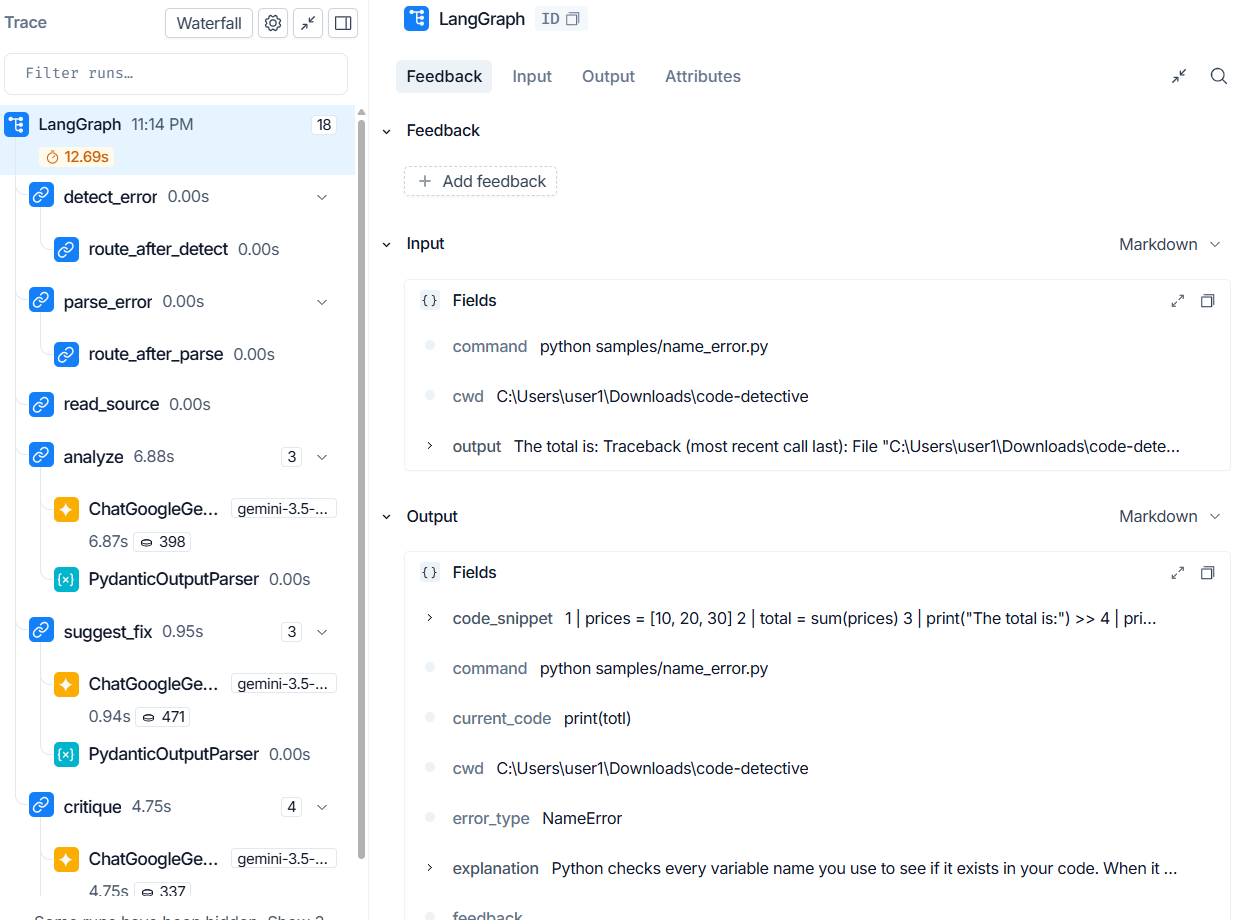 Trace
Waterfall
Filter runs…
LangGraph 11:14 PM 18
12.69s
detect_error 0.00s
route_after_detect 0.00s
parse_error 0.00s
route_after_parse 0.00s
read_source 0.00s
analyze 6.88s 3
ChatGoogleGe... gemini-3.5-...
6.87s 398
PydanticOutputParser 0.00s
suggest_fix 0.95s 3
ChatGoogleGe... gemini-3.5-...
0.94s 471
PydanticOutputParser 0.00s
critique 4.75s 4
ChatGoogleGe... gemini-3.5-...
4.75s 337
Some runs have been hidden. Show 2
LangGraph ID
Feedback Input Output Attributes
Feedback
+ Add feedback
Input Markdown
{} Fields
command python samples/name_error.py
cwd C:\Users\user1\Downloads\code-detective
output The total is: Traceback (most recent call last): File "C:\Users\user1\Downloads\code-dete...
Output Markdown
{} Fields
code_snippet 1 | prices = [10, 20, 30] 2 | total = sum(prices) 3 | print("The total is:") >> 4 | pri...
command python samples/name_error.py
current_code print(totl)
cwd C:\Users\user1\Downloads\code-detective
error_type NameError
explanation Python checks every variable name you use to see if it exists in your code. When it ...
feedback